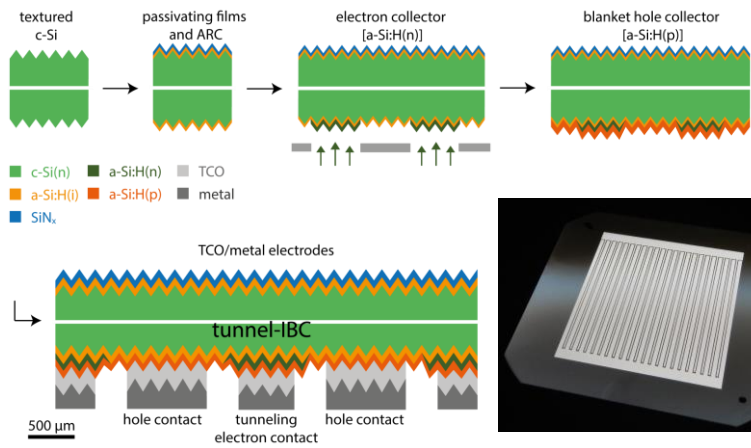 textured
c-Si
passivating films
and ARC
electron collector
[a-Si:H(n)]
blanket hole collector
[a-Si:H(p)]
c-Si(n)
a-Si:H(n)
TCO
a-Si:H(i)
a-Si:H(p)
metal
SiNₓ
TCO/metal electrodes
tunnel-IBC
hole contact
tunneling
electron contact
hole contact
500 µm